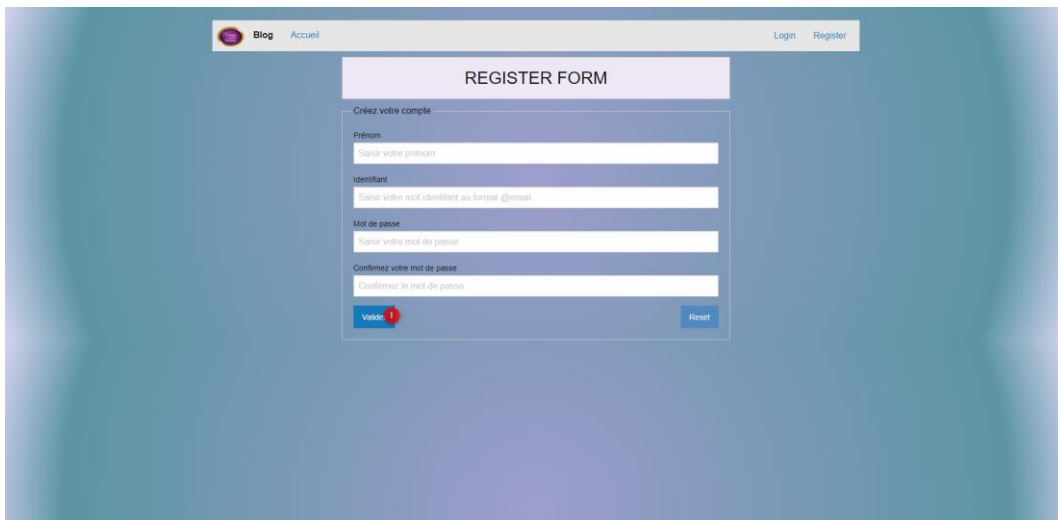 Blog Accueil Login Register
REGISTER FORM
Créez votre compte
Prénom
Saisir votre prénom
Identifiant
Saisir votre mot identifant au format @email
Mot de passe
Saisir votre mot de passe
Confirmez votre mot de passe
Confirmez le mot de passe
Valide 1 Reset